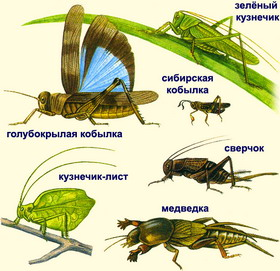 зелёный
кузнечик
сибирская
кобылка
голубокрылая кобылка
сверчок
кузнечик-лист
медведка